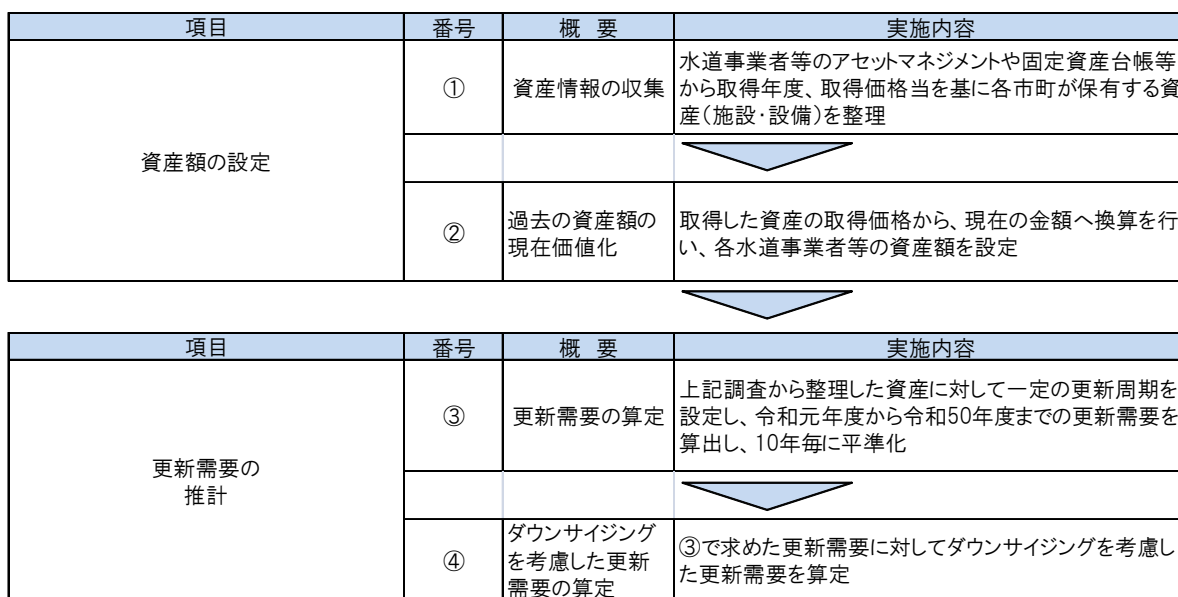 項目 番号 概 要 実施内容
資産額の設定
①
資産情報の収集
水道事業者等のアセットマネジメントや固定資産台帳等
から取得年度、取得価格当を基に各市町が保有する資
産（施設・設備）を整理
②
過去の資産額の
現在価値化
取得した資産の取得価格から、現在の金額へ換算を行
い、各水道事業者等の資産額を設定
項目 番号 概 要 実施内容
更新需要の
推計
③
更新需要の算定
上記調査から整理した資産に対して一定の更新周期を
設定し、令和元年度から令和50年度までの更新需要を
算出し、10年毎に平準化
④
ダウンサイジング
を考慮した更新
需要の算定
③で求めた更新需要に対してダウンサイジングを考慮し
た更新需要を算定